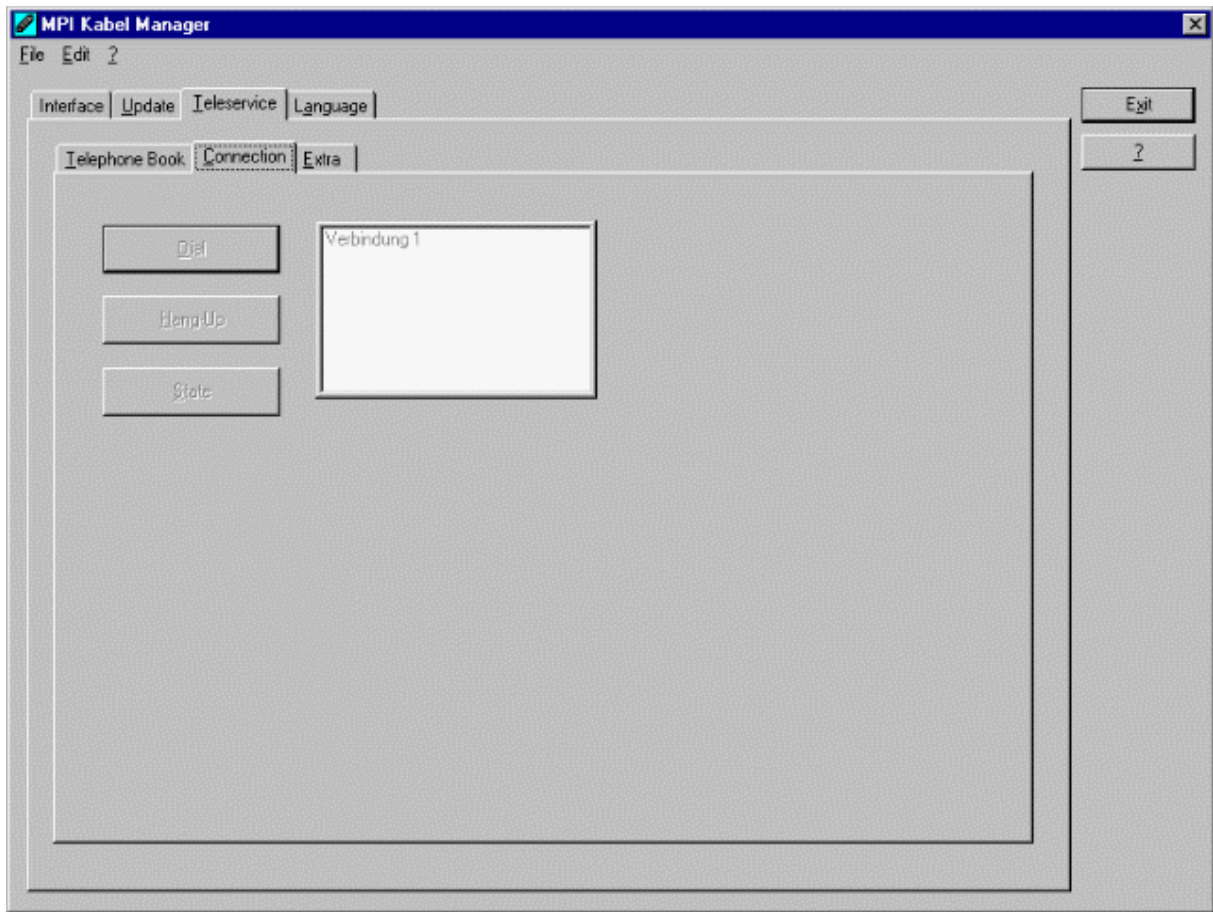 MPI Kabel Manager
File Edit ?
Interface Update Teleservice Language
Exit
?
Telephone Book Connection Extra
Dial
Hang-Up
State
Verbindung 1